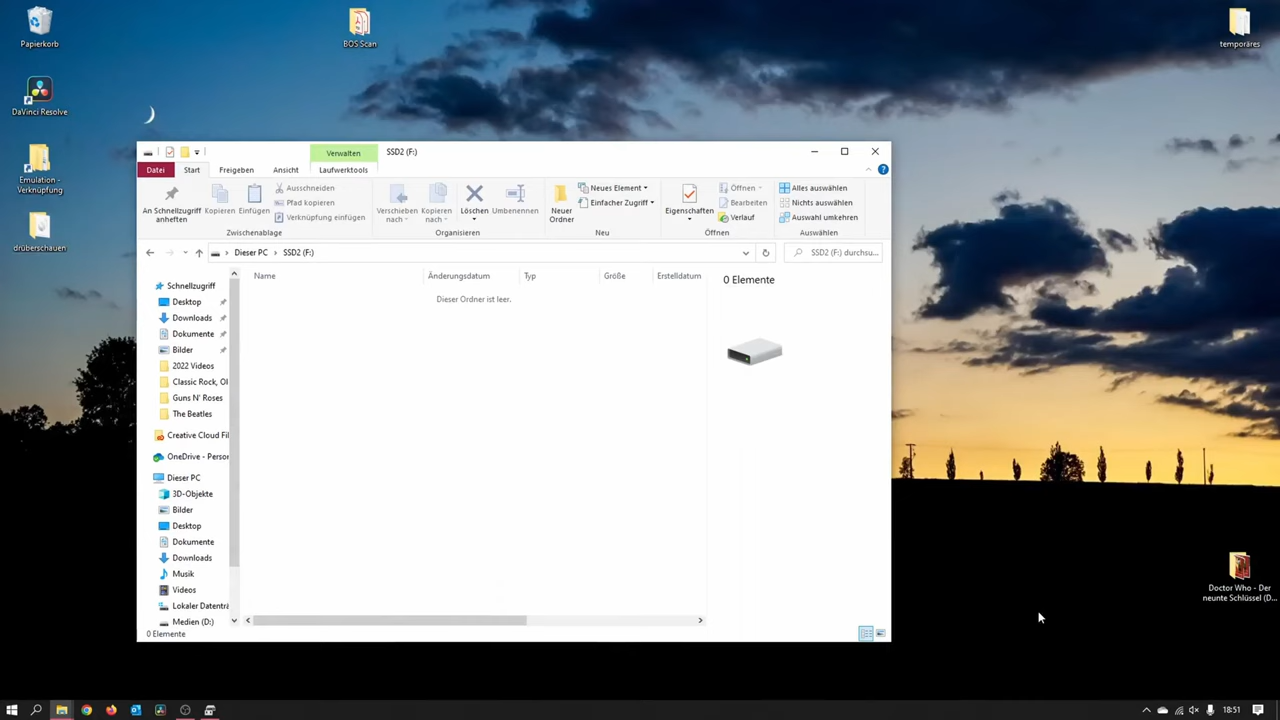 Papierkorb
BOS Scan
temporäres
DaVinci Resolve
Emulation -
Verknüpfung
drüberschauen
Verwalten
SSD2 (F:)
Datei
Start
Freigeben
Ansicht
Laufwerktools
An Schnellzugriff
anheften
Kopieren
Einfügen
Ausschneiden
Pfad kopieren
Verknüpfung einfügen
Zwischenablage
Verschieben
nach
Kopieren
nach
Löschen
Umbenennen
Organisieren
Neuer
Ordner
Neues Element
Einfacher Zugriff
Neu
Eigenschaften
Öffnen
Bearbeiten
Verlauf
Öffnen
Alles auswählen
Nichts auswählen
Auswahl umkehren
Auswählen
Dieser PC
SSD2 (F:)
SSD2 (F:) durchsu...
Name
Änderungsdatum
Typ
Größe
Erstelldatum
Dieser Ordner ist leer.
0 Elemente
Schnellzugriff
Desktop
Downloads
Dokumente
Bilder
2022 Videos
Classic Rock, Ol
Guns N' Roses
The Beatles
Creative Cloud Fil
OneDrive - Person
Dieser PC
3D-Objekte
Bilder
Desktop
Dokumente
Downloads
Musik
Videos
Lokaler Datenträ
Medien (D:)
0 Elemente
Doctor Who - Der
neunte Schlüssel (D...
18:51